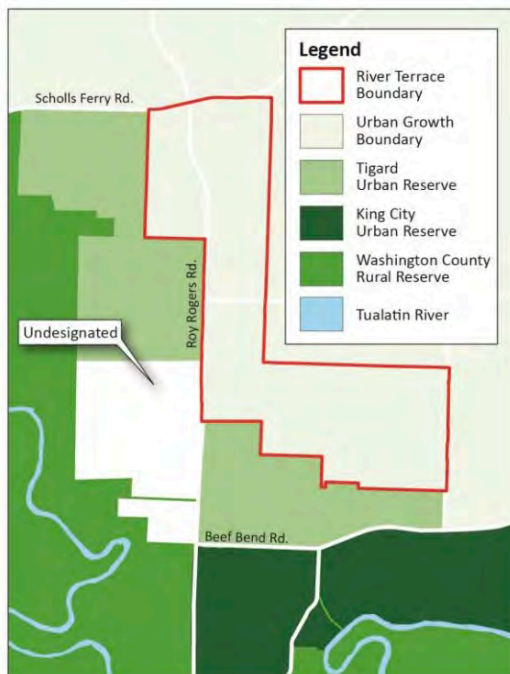 Scholls Ferry Rd.
Legend
River Terrace
Boundary
Urban Growth
Boundary
Tigard
Urban Reserve
King City
Urban Reserve
Washington County
Rural Reserve
Tualatin River
Roy Rogers Rd.
Undesignated
Beef Bend Rd.